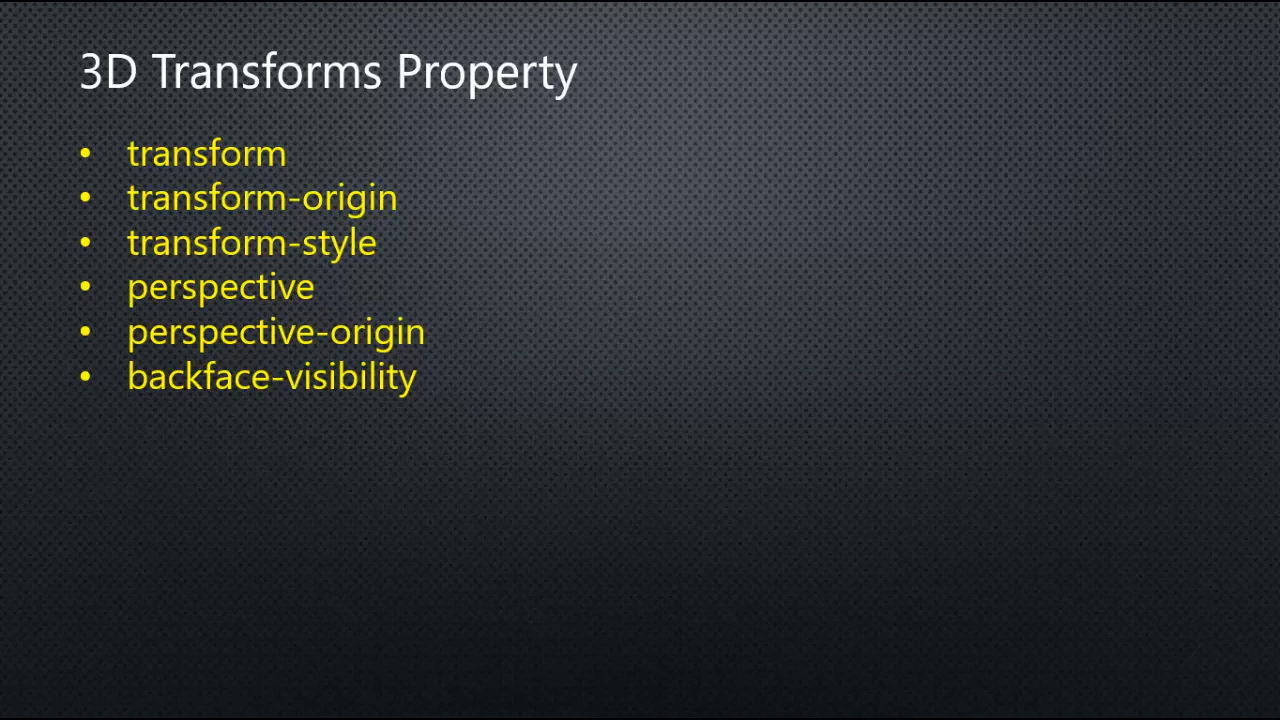 3D Transforms Property
• transform
• transform-origin
• transform-style
• perspective
• perspective-origin
• backface-visibility